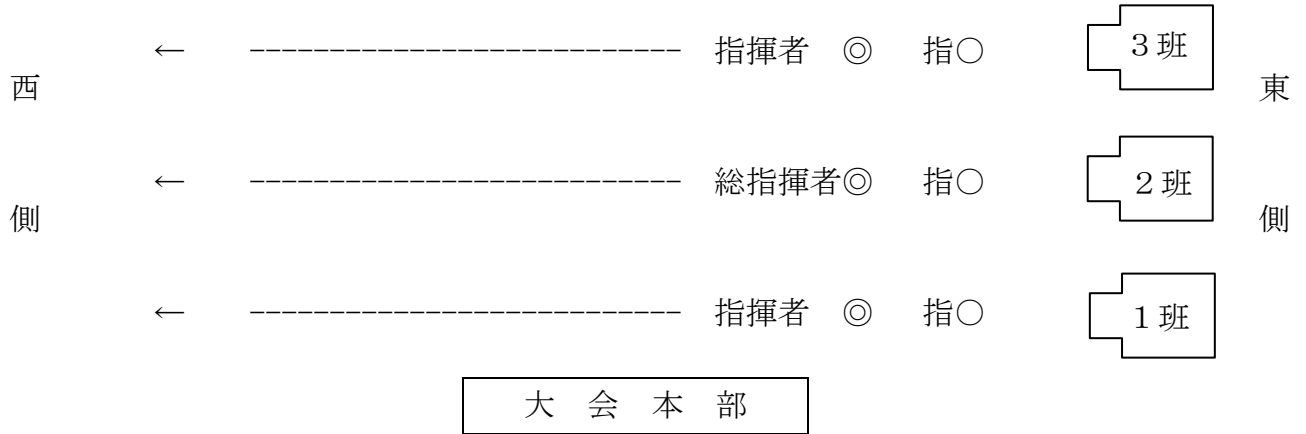 ← ------------------------ 指揮者 ◎ 指○ 3班
西 東
← ------------------------ 総指揮者◎ 指○ 2班
側 側
← ------------------------ 指揮者 ◎ 指○ 1班
大 会 本 部